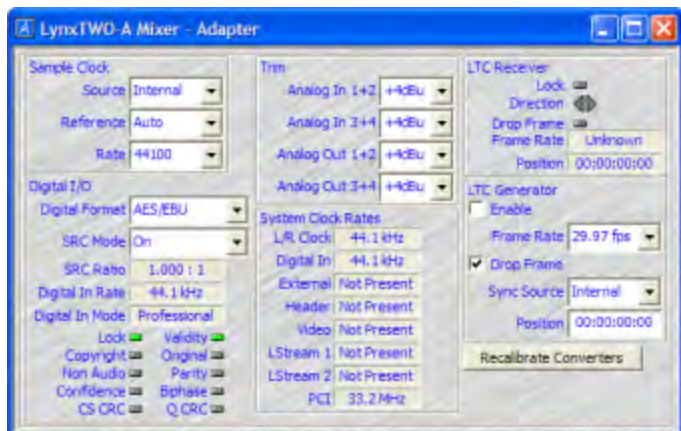 LynxTWO-A Mixer - Adapter
Sample Clock
Source Internal
Reference Auto
Rate 44100
Digital I/O
Digital Format AES/EBU
SRC Mode On
SRC Ratio 1.000 : 1
Digital In Rate 44.1 kHz
Digital In Mode Professional
Lock Validity
Copyright Original
Non Audio Parity
Confidence Biphase
CS CRC Q CRC
Trim
Analog In 1+2 +4dBu
Analog In 3+4 +4dBu
Analog Out 1+2 +4dBu
Analog Out 3+4 +4dBu
System Clock Rates
L/R Clock 44.1 kHz
Digital In 44.1 kHz
External Not Present
Header Not Present
Video Not Present
LStream 1 Not Present
LStream 2 Not Present
PCI 33.2 MHz
LTC Receiver
Lock
Direction
Drop Frame
Frame Rate Unknown
Position 00:00:00:00
LTC Generator
Enable
Frame Rate 29.97 fps
Drop Frame
Sync Source Internal
Position 00:00:00:00
Recalibrate Converters